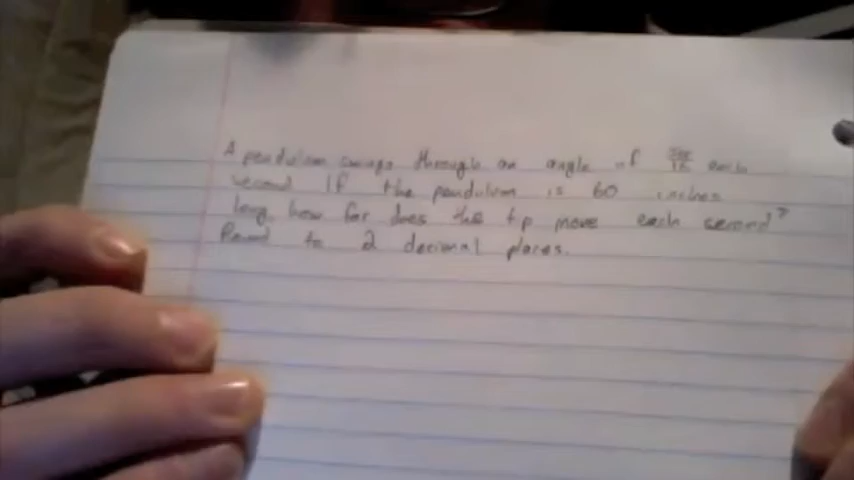 A pendulum swings through an angle of each
second If the pendulum is 60 inches
long, how far does the tip move each second?
Round to 2 decimal places.